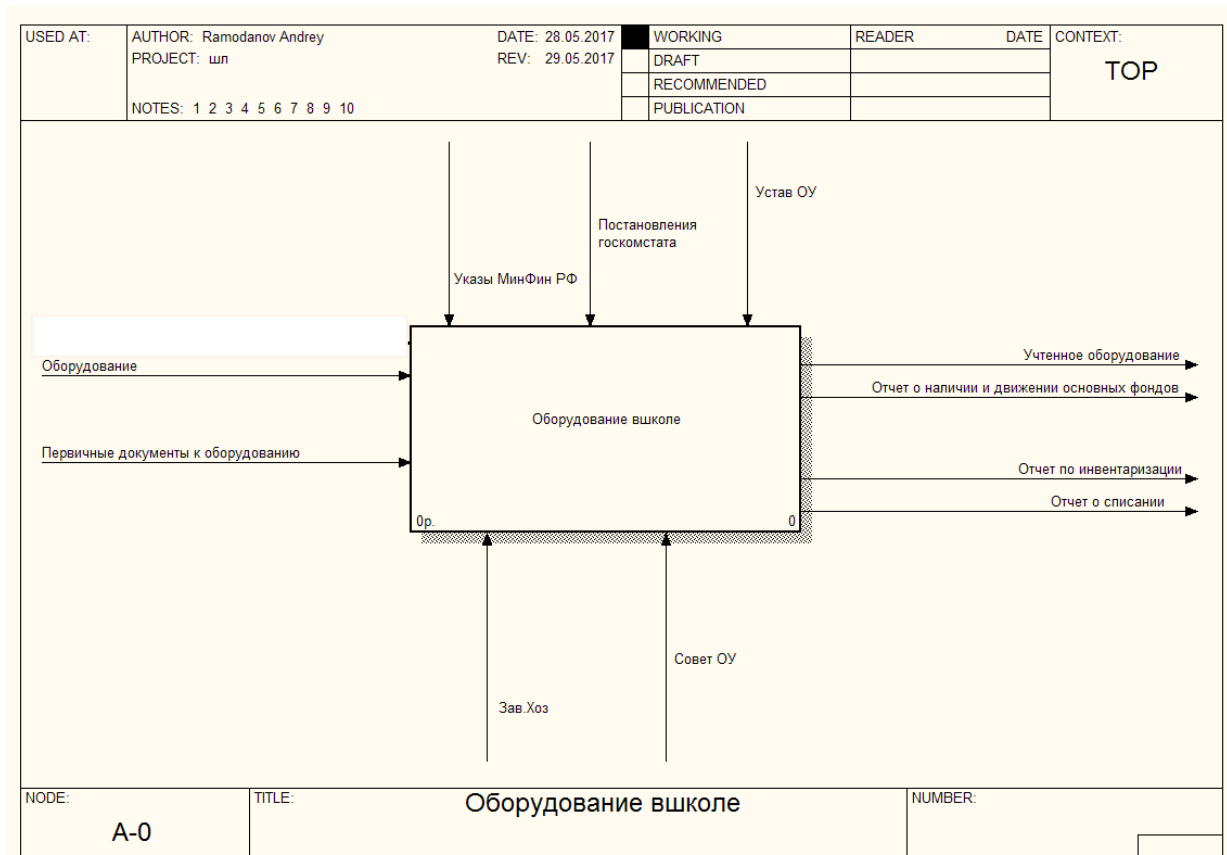 USED AT:
AUTHOR: Ramodanov Andrey
DATE: 28.05.2017
WORKING
READER
DATE
CONTEXT:
PROJECT: шл
REV: 29.05.2017
DRAFT
TOP
RECOMMENDED
NOTES: 1 2 3 4 5 6 7 8 9 10
PUBLICATION
Устав ОУ
Постановления
госкомстата
Указы МинФин РФ
Оборудование
Учтенное оборудование
Отчет о наличии и движении основных фондов
Оборудование вшколе
Первичные документы к оборудованию
Отчет по инвентаризации
Отчет о списании
0р.
0
Совет ОУ
Зав.Хоз
NODE:
TITLE:
Оборудование вшколе
NUMBER:
A-0